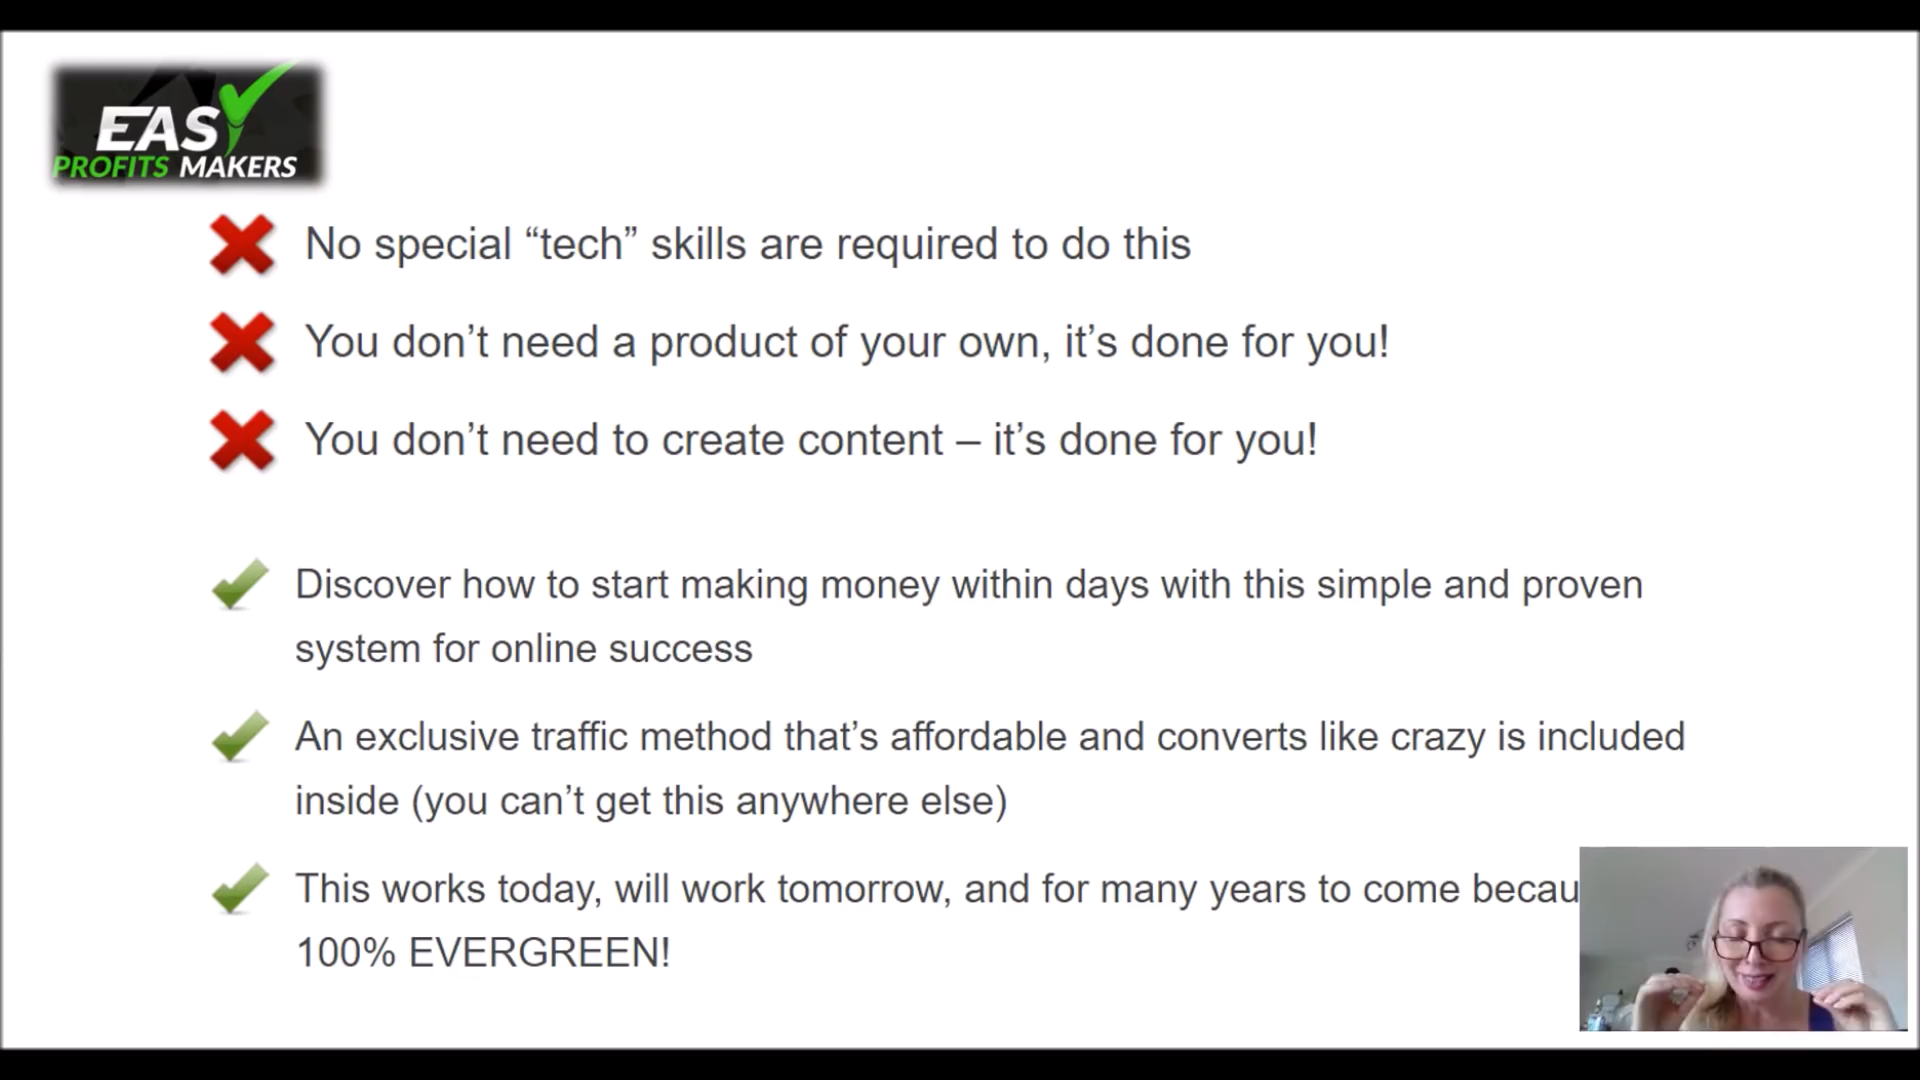 EASY
PROFITS MAKERS
No special “tech” skills are required to do this
You don’t need a product of your own, it’s done for you!
You don’t need to create content – it’s done for you!
Discover how to start making money within days with this simple and proven
system for online success
An exclusive traffic method that’s affordable and converts like crazy is included
inside (you can’t get this anywhere else)
This works today, will work tomorrow, and for many years to come becau
100% EVERGREEN!